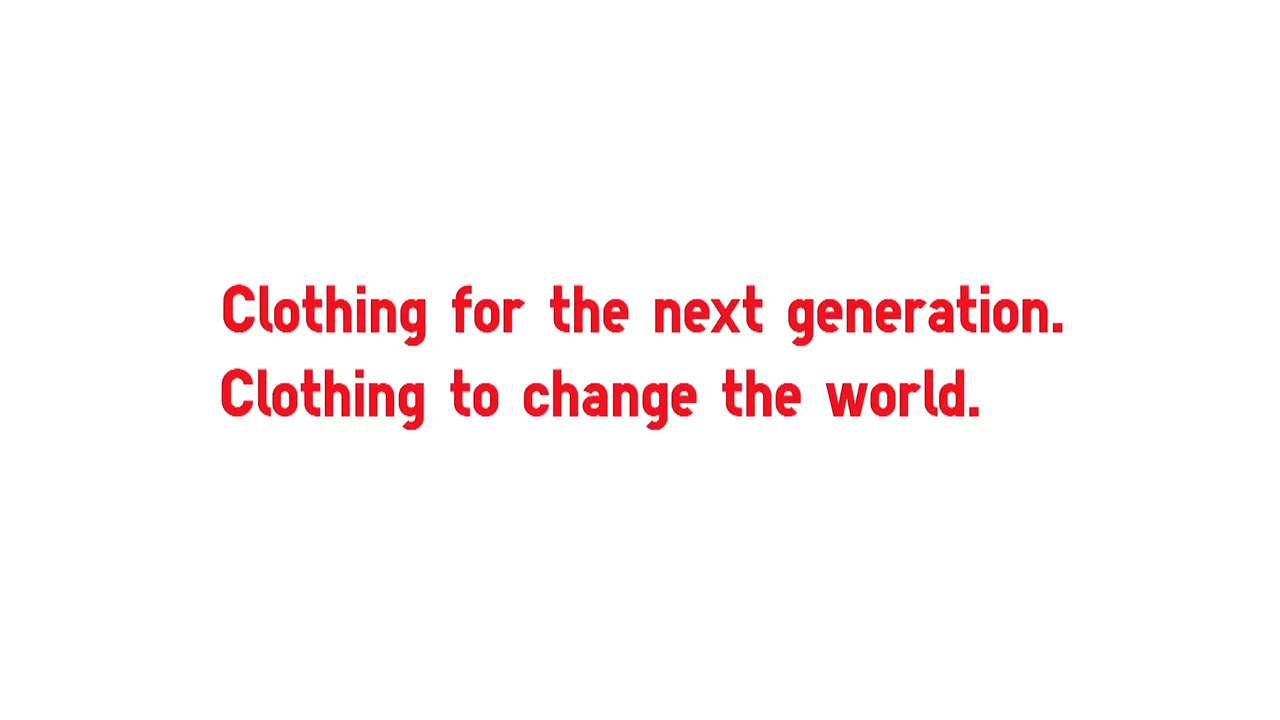 Clothing for the next generation.
Clothing to change the world.